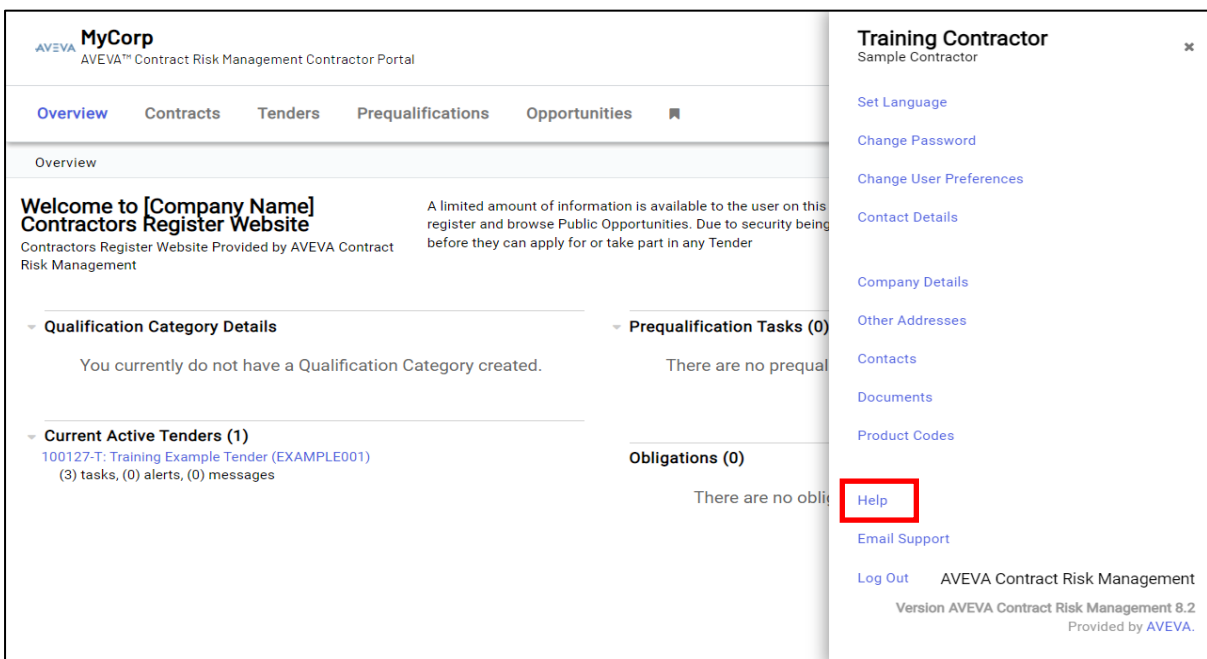 AVEVA MyCorp
AVEVA™ Contract Risk Management Contractor Portal
Overview Contracts Tenders Prequalifications Opportunities
Overview
Welcome to [Company Name]
Contractors Register Website
Contractors Register Website Provided by AVEVA Contract
Risk Management
A limited amount of information is available to the user on this
register and browse Public Opportunities. Due to security being
before they can apply for or take part in any Tender
Qualification Category Details
You currently do not have a Qualification Category created.
Prequalification Tasks (0)
There are no prequal
Current Active Tenders (1)
100127-T: Training Example Tender (EXAMPLE001)
(3) tasks, (0) alerts, (0) messages
Obligations (0)
There are no oblig
Training Contractor
Sample Contractor
Set Language
Change Password
Change User Preferences
Contact Details
Company Details
Other Addresses
Contacts
Documents
Product Codes
Help
Email Support
Log Out AVEVA Contract Risk Management
Version AVEVA Contract Risk Management 8.2
Provided by AVEVA.